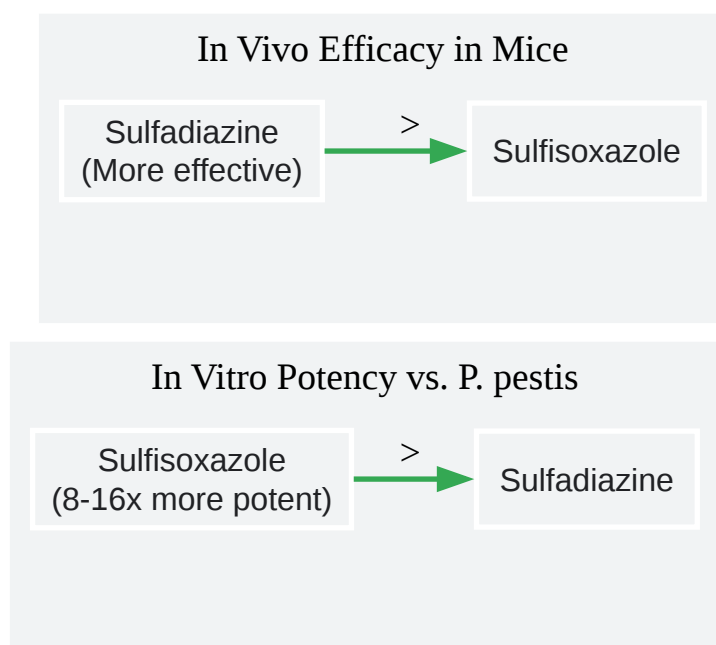 In Vivo Efficacy in Mice
Sulfadiazine
(More effective)
>
Sulfisoxazole
In Vitro Potency vs. P. pestis
Sulfisoxazole
(8-16x more potent)
>
Sulfadiazine